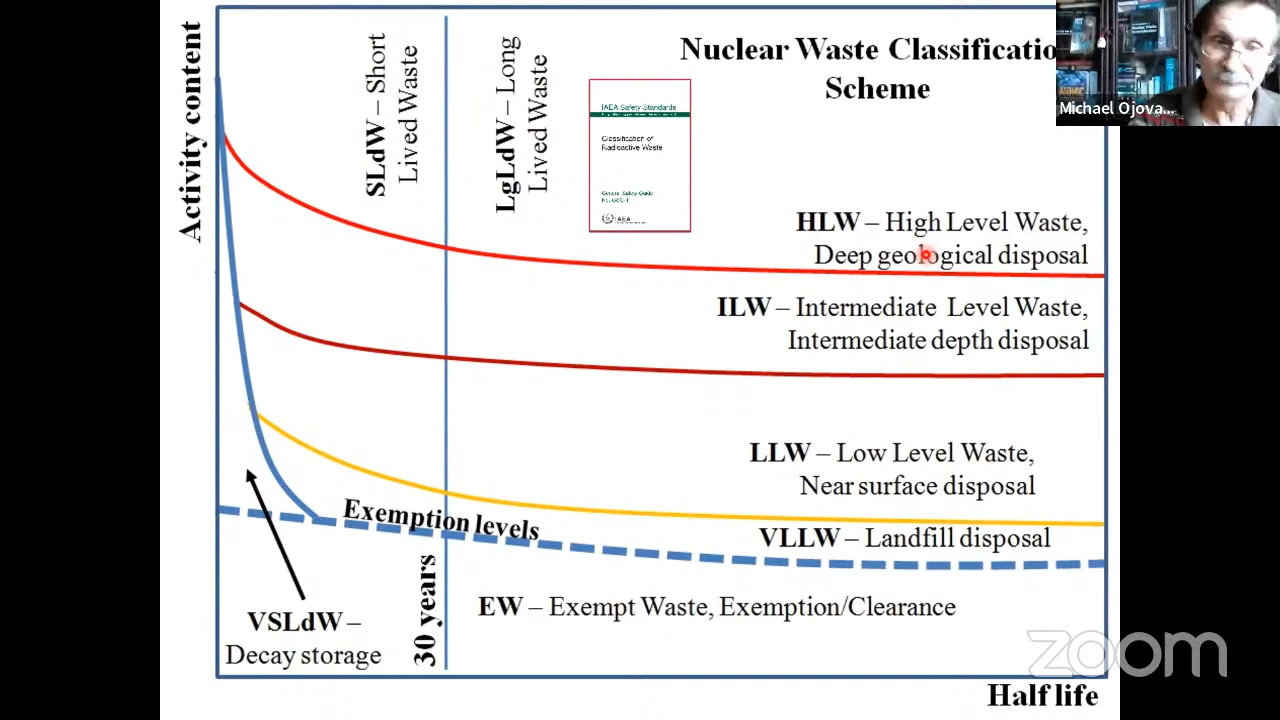 Activity content
SLdW – Short
Lived Waste
LgLdW – Long
Lived Waste
Nuclear Waste Classificatio
Scheme
IAEA Safety Standards
Classification of
Radioactive Waste
General Safety Guide
IAEA
Michael Ojova...
HLW – High Level Waste,
Deep geological disposal
ILW – Intermediate Level Waste,
Intermediate depth disposal
LLW – Low Level Waste,
Near surface disposal
Exemption levels
VLLW – Landfill disposal
30 years
EW – Exempt Waste, Exemption/Clearance
VSLdW –
Decay storage
zoom
Half life